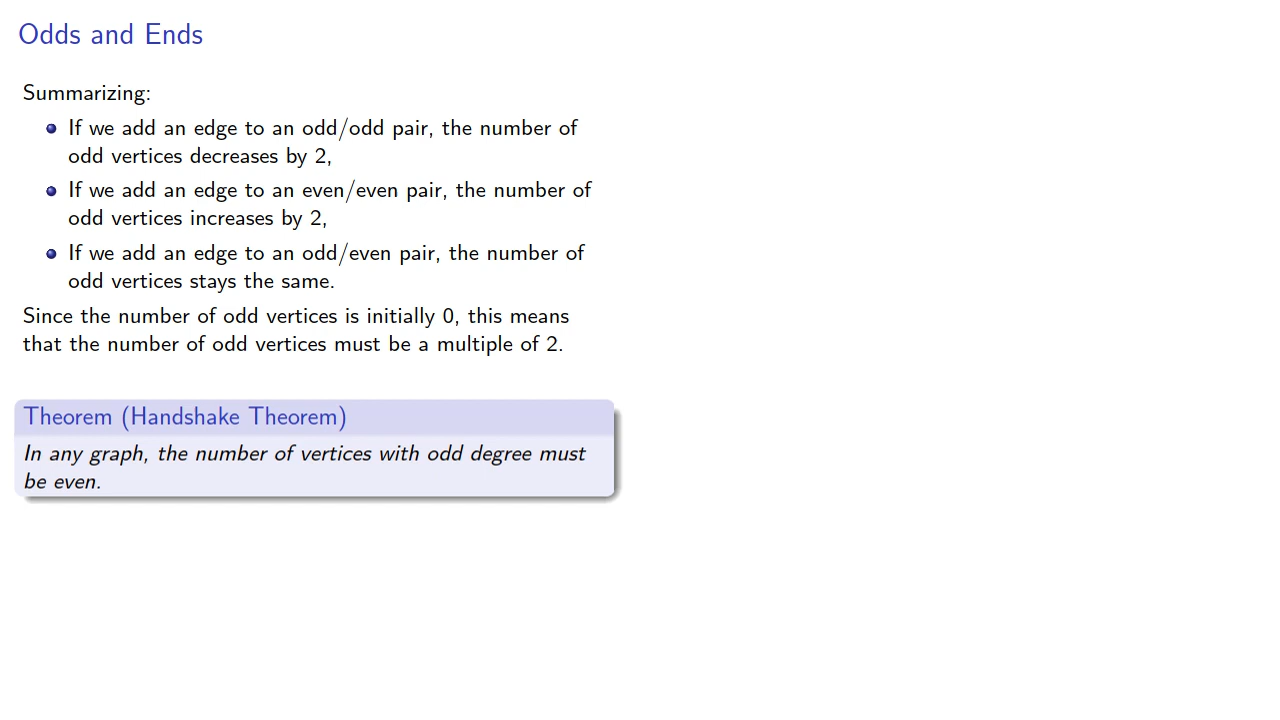 Odds and Ends
Summarizing:
If we add an edge to an odd/odd pair, the number of
odd vertices decreases by 2,
If we add an edge to an even/even pair, the number of
odd vertices increases by 2,
If we add an edge to an odd/even pair, the number of
odd vertices stays the same.
Since the number of odd vertices is initially 0, this means
that the number of odd vertices must be a multiple of 2.
Theorem (Handshake Theorem)
In any graph, the number of vertices with odd degree must
be even.